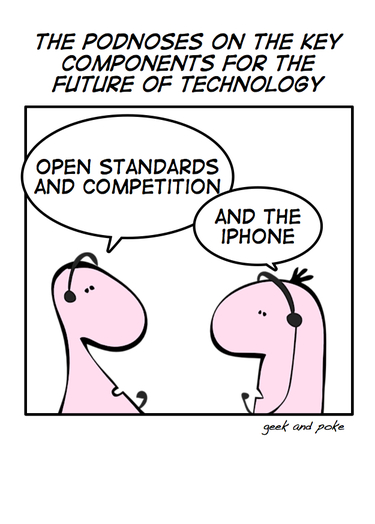 THE PODNOSES ON THE KEY
COMPONENTS FOR THE
FUTURE OF TECHNOLOGY
OPEN STANDARDS
AND COMPETITION
AND THE
IPHONE
geek and poke